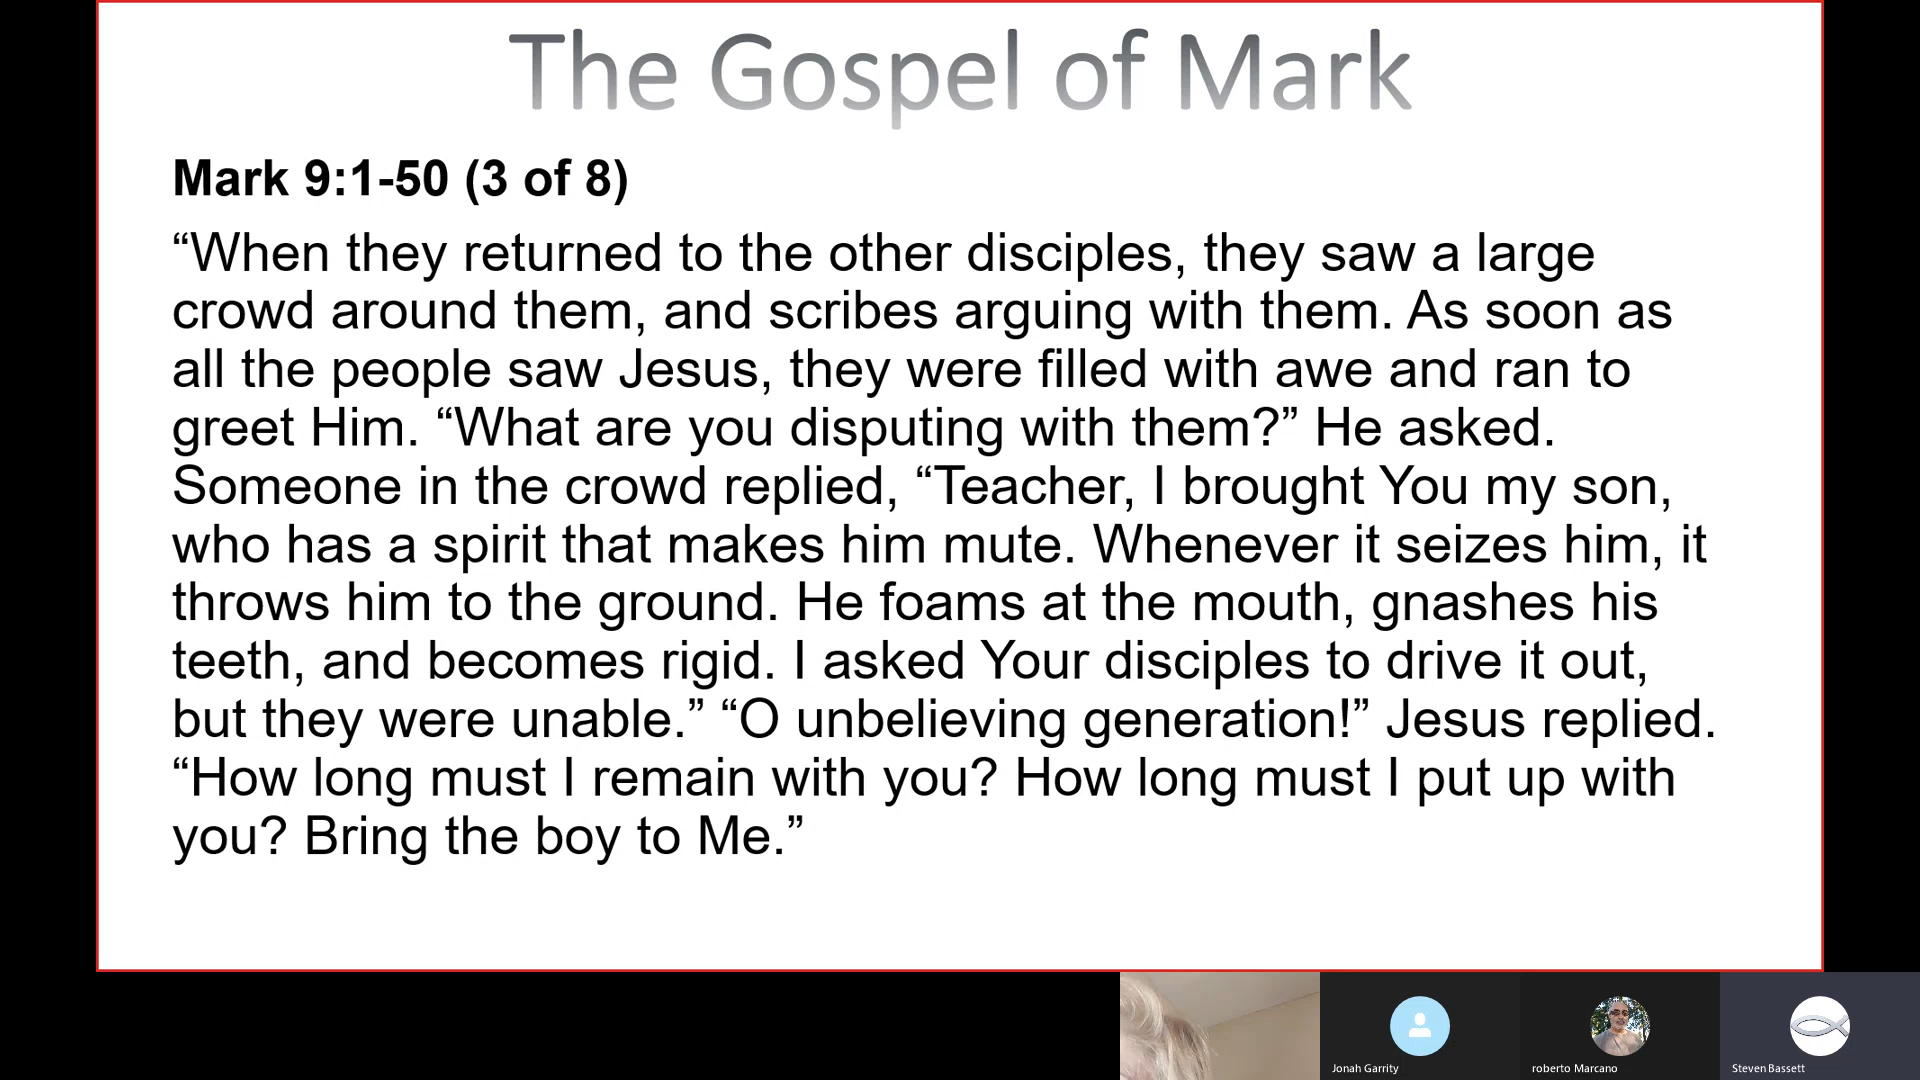 The Gospel of Mark
Mark 9:1-50 (3 of 8)
“When they returned to the other disciples, they saw a large
crowd around them, and scribes arguing with them. As soon as
all the people saw Jesus, they were filled with awe and ran to
greet Him. “What are you disputing with them?” He asked.
Someone in the crowd replied, “Teacher, I brought You my son,
who has a spirit that makes him mute. Whenever it seizes him, it
throws him to the ground. He foams at the mouth, gnashes his
teeth, and becomes rigid. I asked Your disciples to drive it out,
but they were unable.” “O unbelieving generation!” Jesus replied.
“How long must I remain with you? How long must I put up with
you? Bring the boy to Me.”
Jonah Garrity
roberto Marcano
Steven Bassett